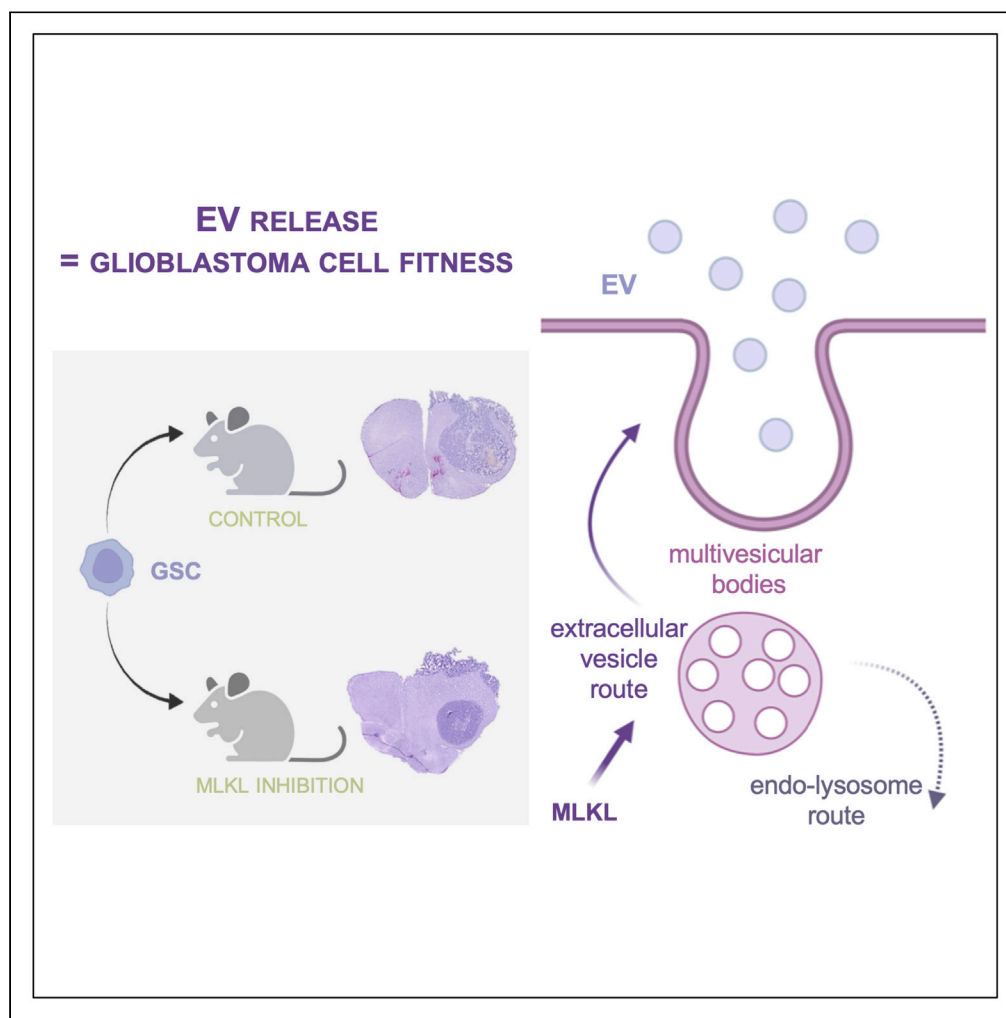 EV RELEASE
= GLIOBLASTOMA CELL FITNESS
CONTROL
GSC
MLKL INHIBITION
EV
multivesicular
bodies
extracellular
vesicle
route
MLKL
endo-lysosome
route